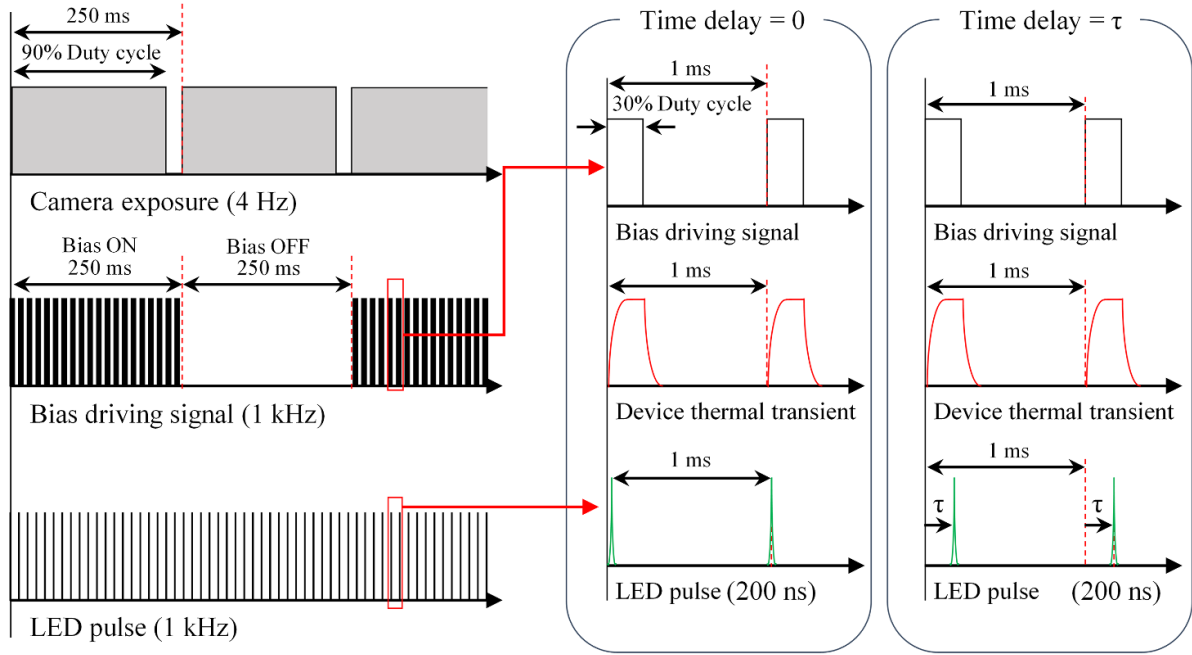 250 ms
90% Duty cycle
Camera exposure (4 Hz)
Bias ON
250 ms
Bias OFF
250 ms
Bias driving signal (1 kHz)
LED pulse (1 kHz)
Time delay = 0
1 ms
30% Duty cycle
Bias driving signal
1 ms
Device thermal transient
1 ms
LED pulse (200 ns)
Time delay = τ
1 ms
Bias driving signal
1 ms
Device thermal transient
1 ms
τ
τ
LED pulse (200 ns)